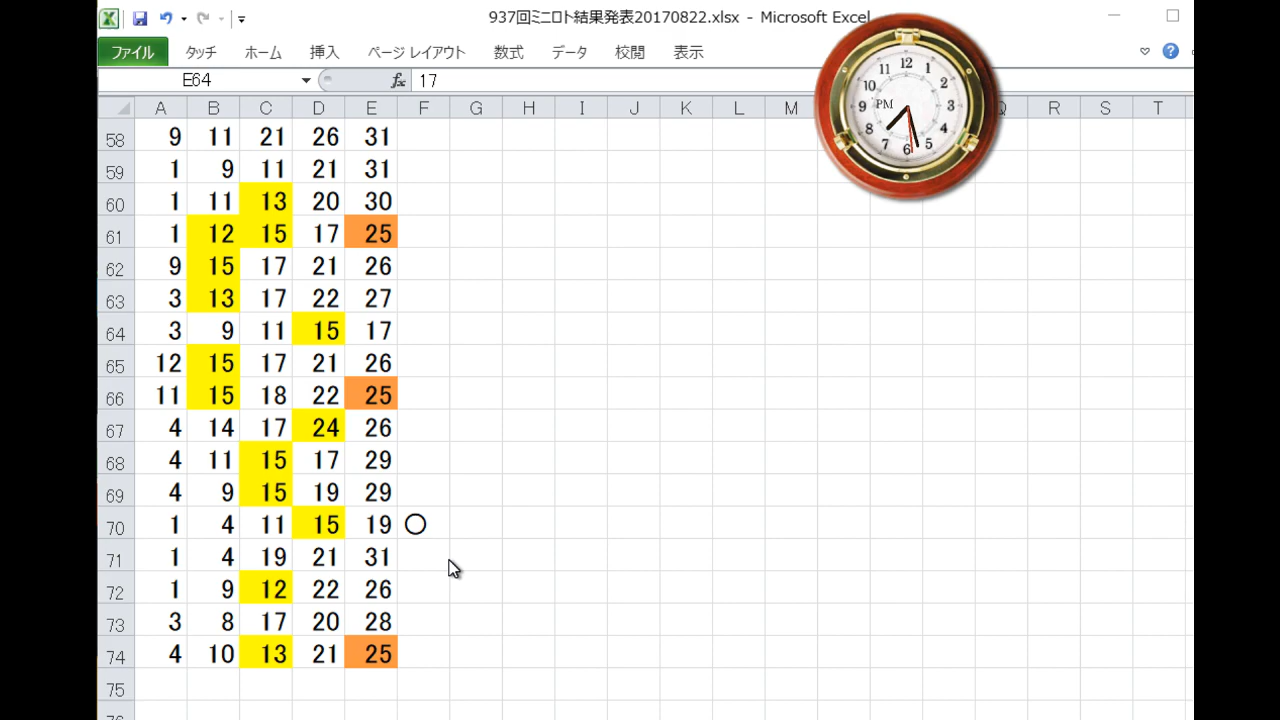 937回ミニロト結果発表20170822.xlsx - Microsoft Excel
ファイル タッチ ホーム 挿入 ページ レイアウト 数式 データ 校閲 表示
E64 fx 17
A B C D E F G H I J K L M Q R S T
58 9 11 21 26 31
59 1 9 11 21 31
60 1 11 13 20 30
61 1 12 15 17 25
62 9 15 17 21 26
63 3 13 17 22 27
64 3 9 11 15 17
65 12 15 17 21 26
66 11 15 18 22 25
67 4 14 17 24 26
68 4 11 15 17 29
69 4 9 15 19 29
70 1 4 11 15 19 ○
71 1 4 19 21 31
72 1 9 12 22 26
73 3 8 17 20 28
74 4 10 13 21 25
75
76
12 1 2 3 4 5 6 7 8 9 10 11
PM